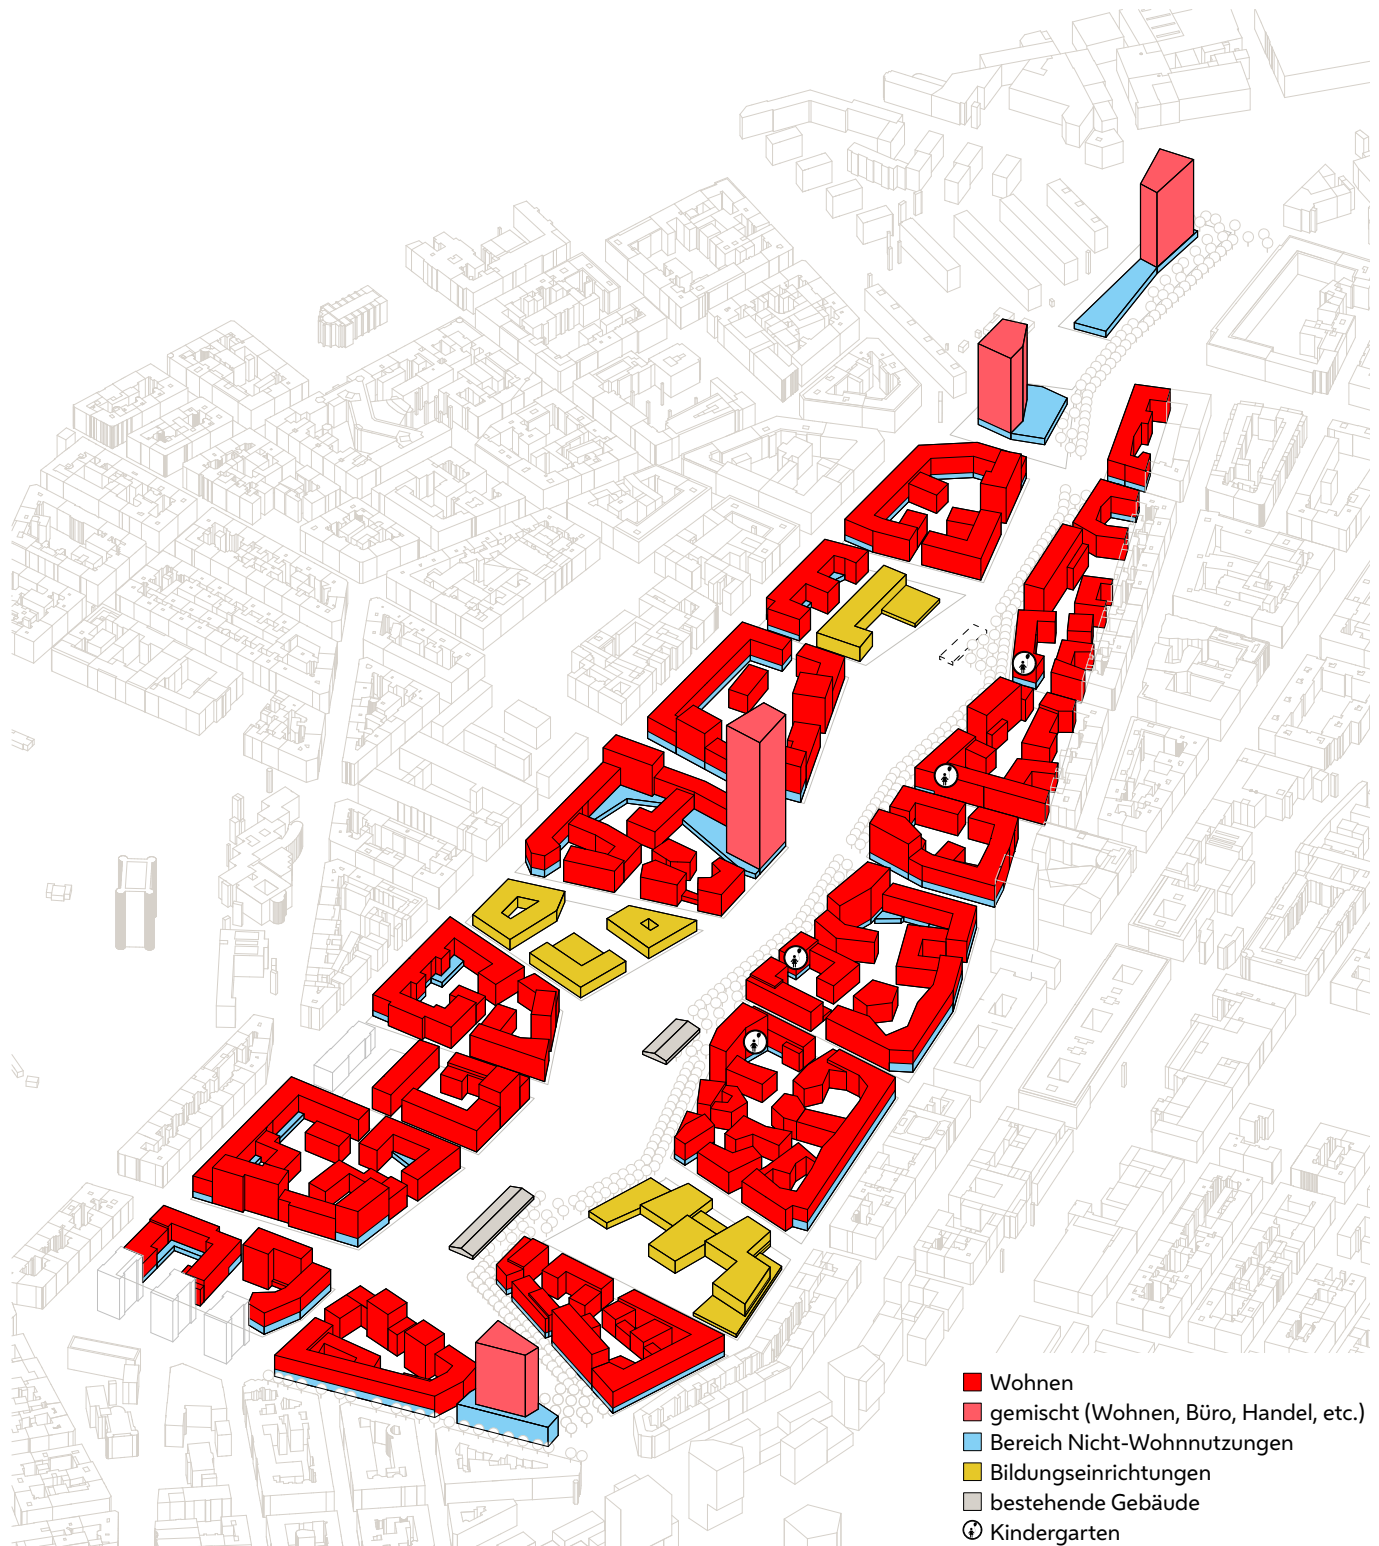 Wohnen
gemischt (Wohnen, Büro, Handel, etc.)
Bereich Nicht-Wohnnutzungen
Bildungseinrichtungen
bestehende Gebäude
Kindergarten